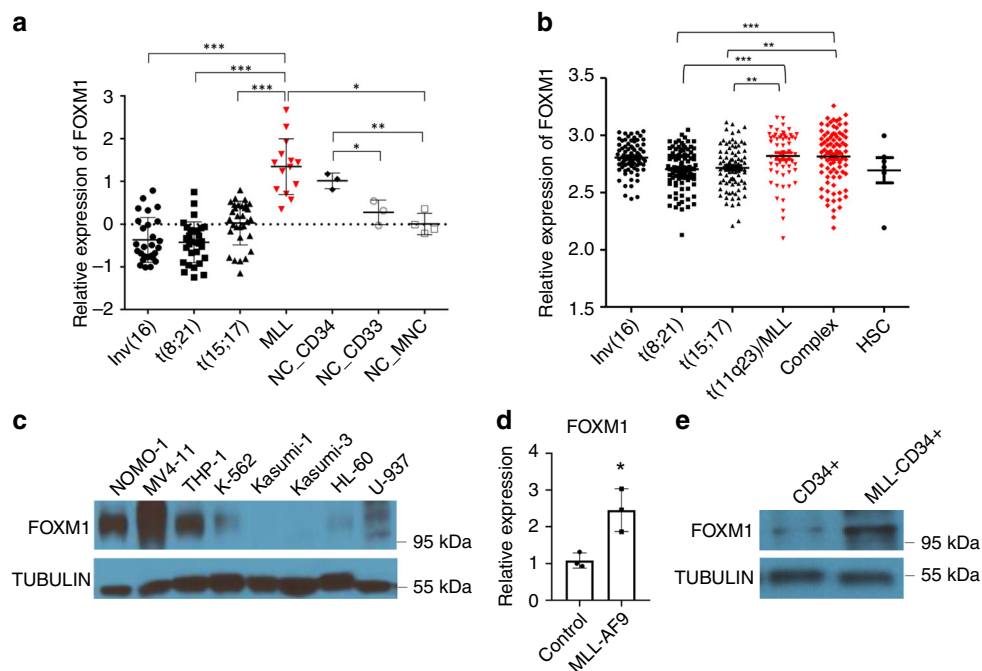 a
Relative expression of FOXM1
3
2
1
0
−1
−2
***
***
***
*
**
*
Inv(16)
t(8;21)
t(15;17)
MLL
NC_CD34
NC_CD33
NC_MNC
b
Relative expression of FOXM1
3.5
3.0
2.5
2.0
1.5
***
**
***
**
Inv(16)
t(8;21)
t(15;17)
t(11q23)/MLL
Complex
HSC
c
NOMO-1
MV4-11
THP-1
K-562
Kasumi-1
Kasumi-3
HL-60
U-937
FOXM1
95 kDa
TUBULIN
55 kDa
d
FOXM1
Relative expression
4
3
2
1
0
*
Control
MLL-AF9
e
CD34+
MLL-CD34+
FOXM1
95 kDa
TUBULIN
55 kDa